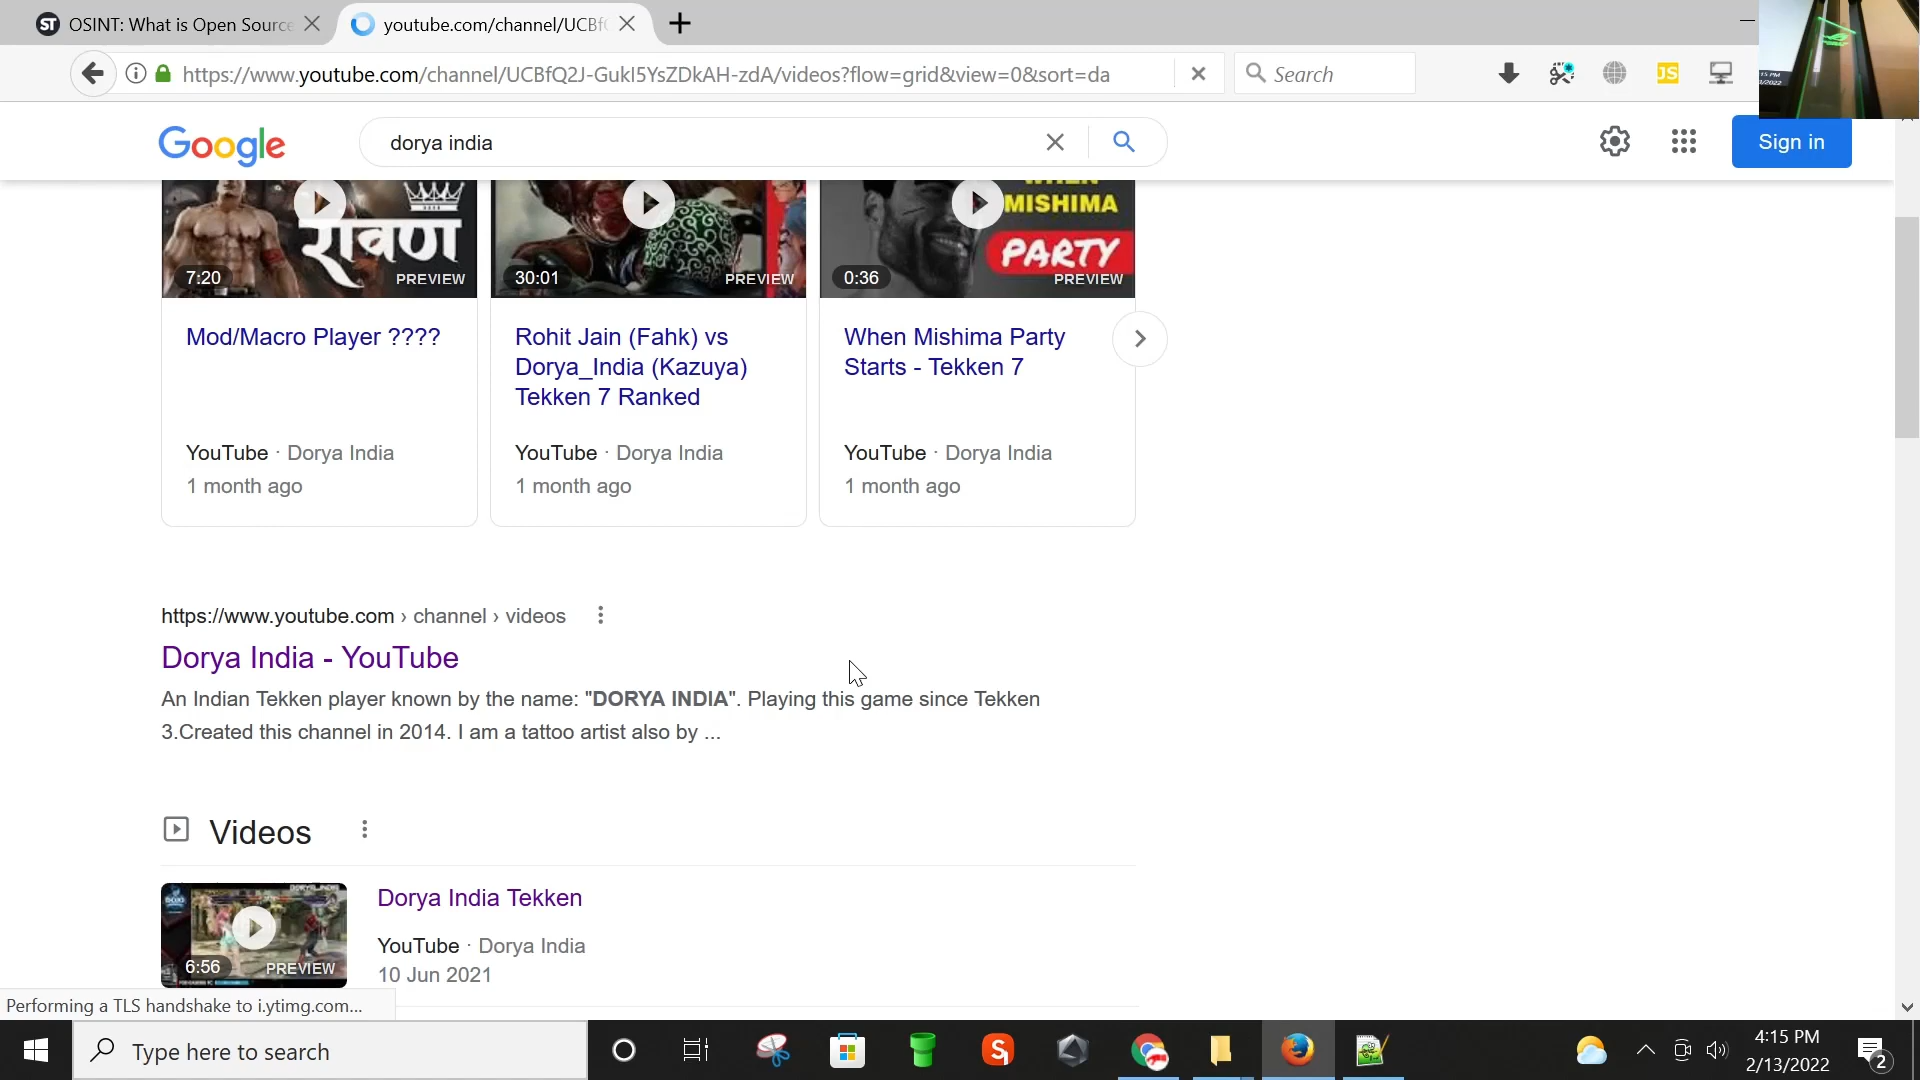 OSINT: What is Open Source
youtube.com/channel/UCBf
https://www.youtube.com/channel/UCBfQ2J-GukI5YsZDkAH-zdA/videos?flow=grid&view=0&sort=da
Search
JS
Google
dorya india
Sign in
रावण
MISHIMA
PARTY
7:20
PREVIEW
30:01
PREVIEW
0:36
PREVIEW
Mod/Macro Player ????
Rohit Jain (Fahk) vs
Dorya_India (Kazuya)
Tekken 7 Ranked
When Mishima Party
Starts - Tekken 7
YouTube · Dorya India
1 month ago
YouTube · Dorya India
1 month ago
YouTube · Dorya India
1 month ago
https://www.youtube.com › channel › videos
Dorya India - YouTube
An Indian Tekken player known by the name: "DORYA INDIA". Playing this game since Tekken
3.Created this channel in 2014. I am a tattoo artist also by ...
Videos
6:56
PREVIEW
Dorya India Tekken
YouTube · Dorya India
10 Jun 2021
Performing a TLS handshake to i.ytimg.com...
Type here to search
4:15 PM
2/13/2022
2